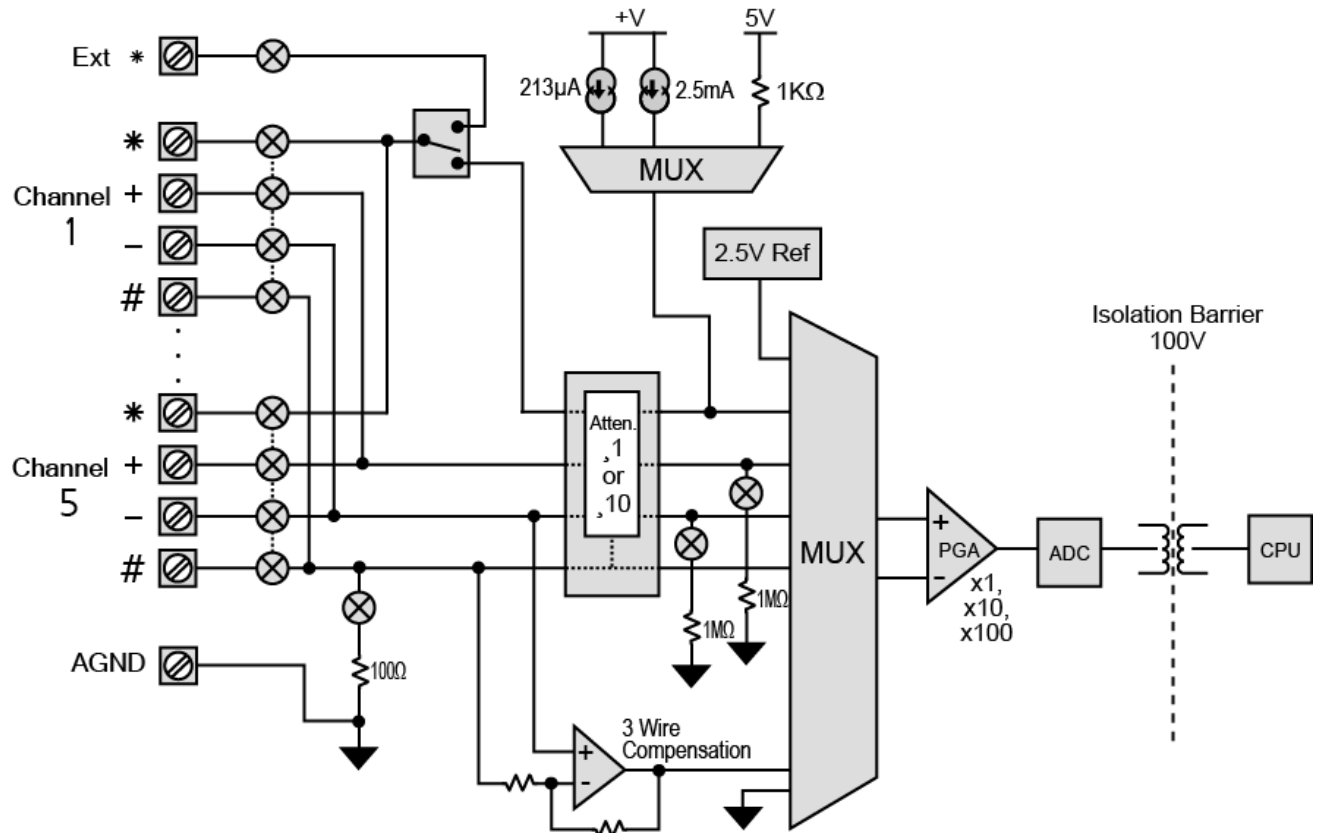 +V
5V
Ext *
213µA
2.5mA
1KΩ
*
MUX
Channel +
1
–
2.5V Ref
#
Isolation Barrier
100V
*
Atten.
¸1
or
¸10
Channel +
5
–
#
MUX
+
PGA
–
ADC
CPU
x1,
x10,
x100
1MΩ
1MΩ
AGND
100Ω
3 Wire
Compensation
+
-